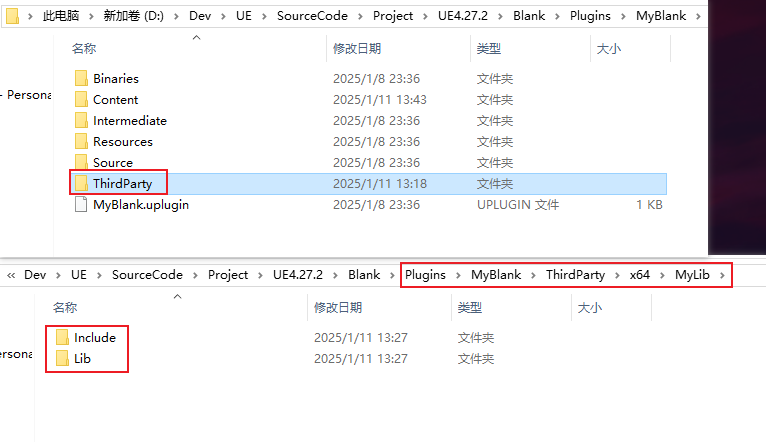 此电脑 > 新加卷 (D:) > Dev > UE > SourceCode > Project > UE4.27.2 > Blank > Plugins > MyBlank >
名称 修改日期 类型 大小
Binaries 2025/1/8 23:36 文件夹
- Persona Content 2025/1/11 13:43 文件夹
Intermediate 2025/1/8 23:36 文件夹
Resources 2025/1/8 23:36 文件夹
Source 2025/1/8 23:36 文件夹
ThirdParty 2025/1/11 13:18 文件夹
MyBlank.uplugin 2025/1/8 23:36 UPLUGIN 文件 1 KB
« Dev > UE > SourceCode > Project > UE4.27.2 > Blank > Plugins > MyBlank > ThirdParty > x64 > MyLib >
名称 修改日期 类型 大小
Include 2025/1/11 13:27 文件夹
ersona Lib 2025/1/11 13:27 文件夹